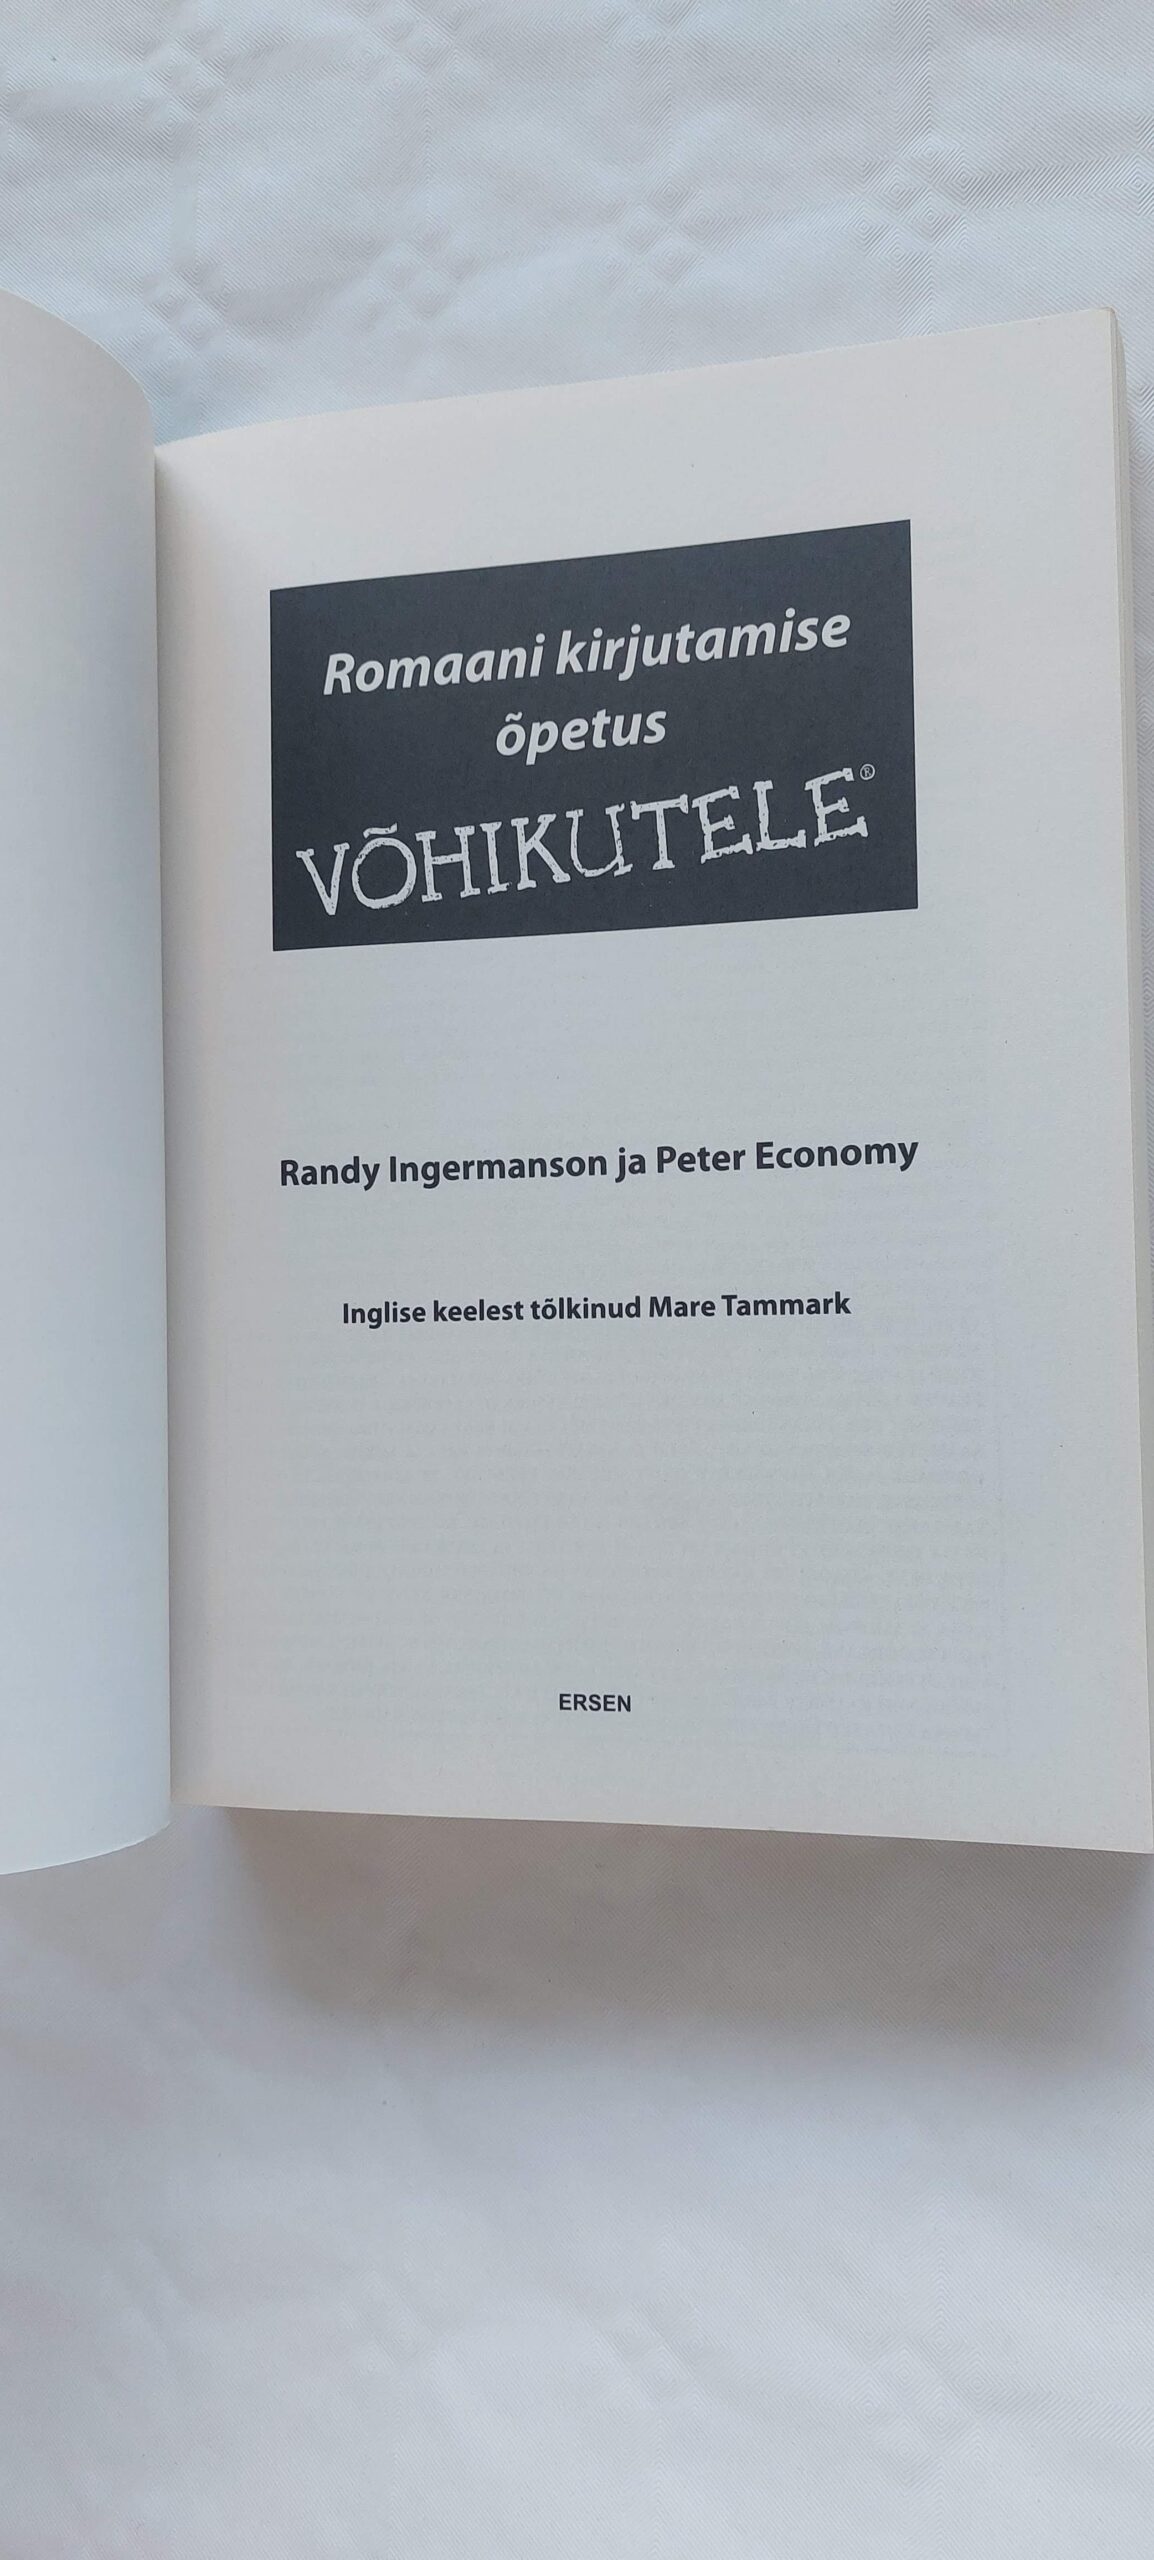 Romaani kirjutamise
õpetus
VÕHIKUTELE®
Randy Ingermanson ja Peter Economy
Inglise keelest tõlkinud Mare Tammark
ERSEN